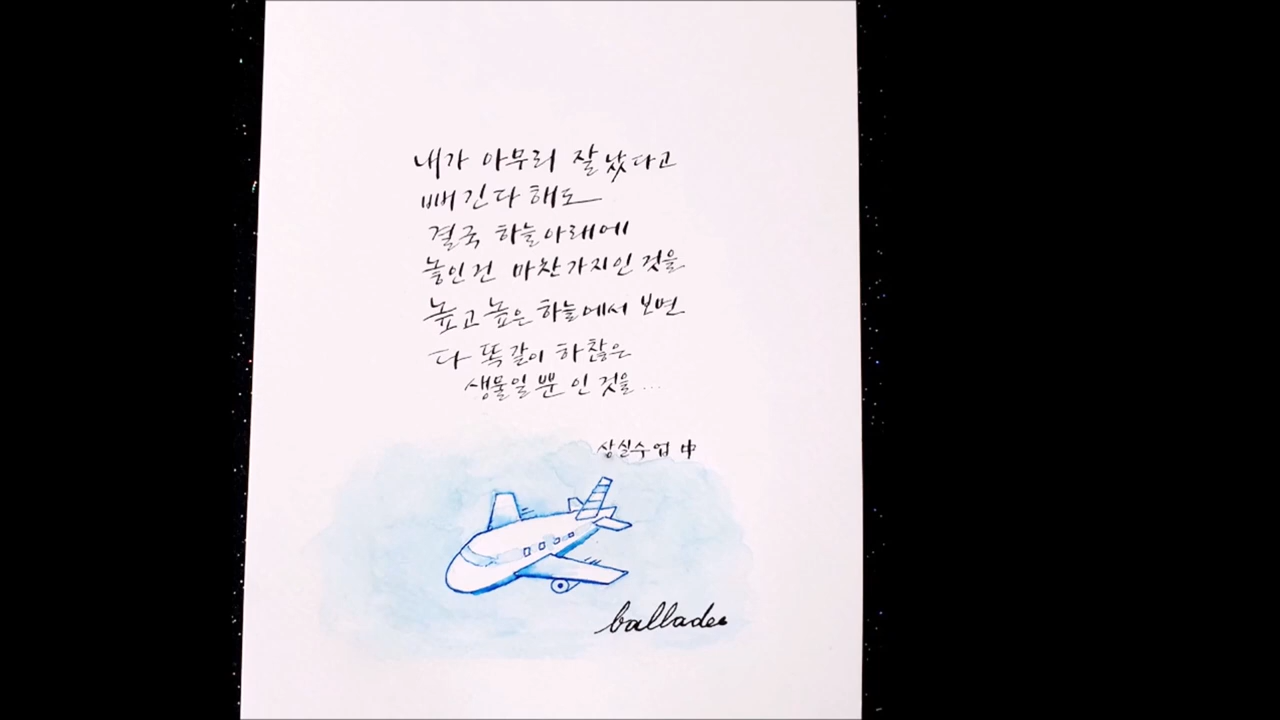 내가 아무리 잘났다고
빼긴다 해도
결국 하늘아래에
놓인건 마찬가지인 것을
높고 높은 하늘에서 보면
다 똑같이 하찮은
생물일뿐인 것을...
상실수업 中
ballade